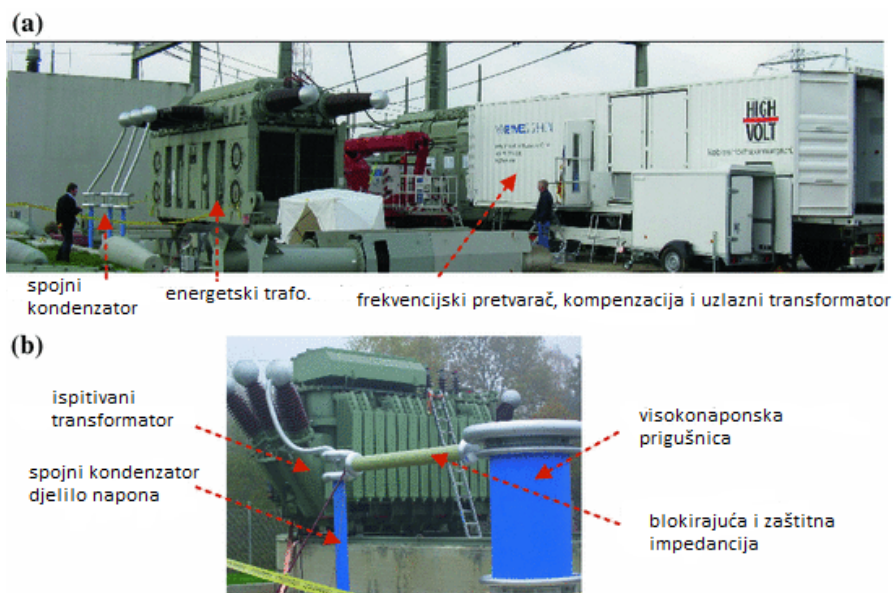 (a)
HIGH
VOLT
spojni
kondenzator
energetski trafo.
frekvencijski pretvarač, kompenzacija i uzlazni transformator
(b)
ispitivani
transformator
spojni kondenzator
djelilo napona
visokonaponska
prigušnica
blokirajuća i zaštitna
impedancija